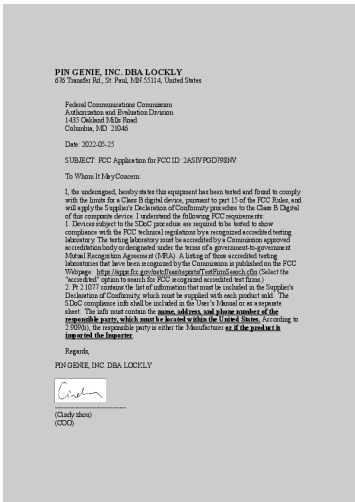 PIN GENIE, INC. DBA LOCKLY
676 Transfer Rd., St. Paul, MN 55114, United States
Federal Communications Commission
Authorization and Evaluation Division
1435 Oakland Mills Road
Columbia, MD 21046
Date: 2022-05-25
SUBJECT: FCC Application for FCC ID: 2ASIVPGD798NV
To Whom It May Concern:
I, the undersigned, hereby states this equipment has been tested and found to comply
with the limits for a Class B digital device, pursuant to part 15 of the FCC Rules, and
will apply the Supplier's Declaration of Conformity procedure to the Class B Digital
of this composite device. I understand the following FCC requirements:
1. Devices subject to the SDoC procedure are required to be tested to show
compliance with the FCC technical regulations by a recognized accredited testing
laboratory. The testing laboratory must be accredited by a Commission approved
accreditation body or designated under the terms of a government-to-government
Mutual Recognition Agreement (MRA). A listing of those accredited testing
laboratories that have been recognized by the Commission is published on the FCC
Webpage: https://apps.fcc.gov/oetcf/eas/reports/TestFirmSearch.cfm (Select the
"accredited" option to search for FCC recognized accredited test firms.)
2. Pt 2.1077 contains the list of information that must be included in the Supplier's
Declaration of Conformity, which must be supplied with each product sold. The
SDoC compliance info shall be included in the User's Manual or as a separate
sheet. The info must contain the name, address, and phone number of the
responsible party, which must be located within the United States. According to
2.909(b), the responsible party is either the Manufacturer or if the product is
imported the Importer.
Regards,
PIN GENIE, INC. DBA LOCKLY
(Cindy zhou)
(COO)